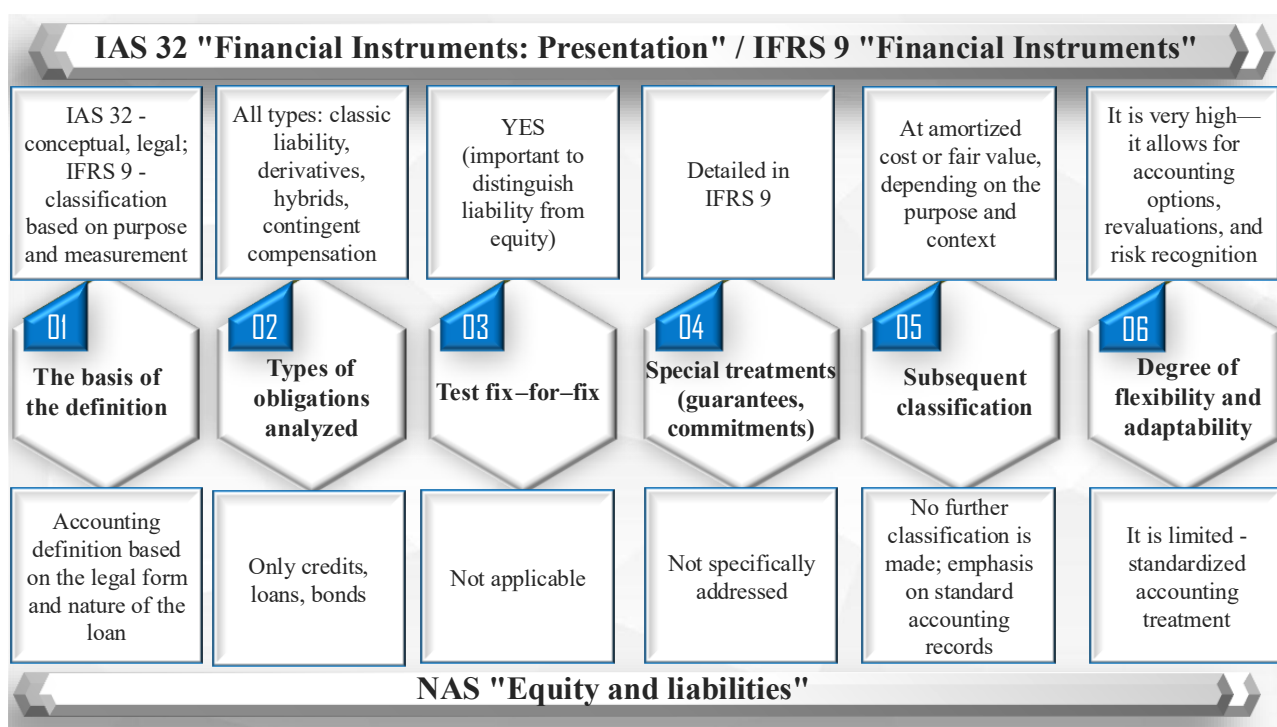 IAS 32 "Financial Instruments: Presentation" / IFRS 9 "Financial Instruments"
IAS 32 -
conceptual, legal;
IFRS 9 -
classification
based on purpose
and measurement
All types: classic
liability,
derivatives,
hybrids,
contingent
compensation
YES
(important to
distinguish
liability from
equity)
Detailed in
IFRS 9
At amortized
cost or fair value,
depending on the
purpose and
context
It is very high—
it allows for
accounting
options,
revaluations, and
risk recognition
01
The basis of
the definition
02
Types of
obligations
analyzed
03
Test fix–for–fix
04
Special treatments
(guarantees,
commitments)
05
Subsequent
classification
06
Degree of
flexibility and
adaptability
Accounting
definition based
on the legal form
and nature of the
loan
Only credits,
loans, bonds
Not applicable
Not specifically
addressed
No further
classification is
made; emphasis
on standard
accounting
records
It is limited -
standardized
accounting
treatment
NAS "Equity and liabilities"